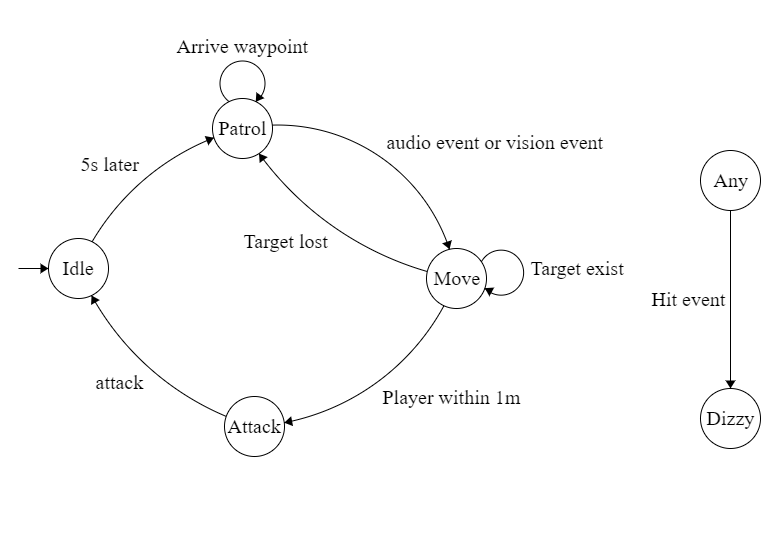 Arrive waypoint
Patrol
audio event or vision event
5s later
Any
Target lost
Idle
Move
Target exist
Hit event
attack
Player within 1m
Attack
Dizzy